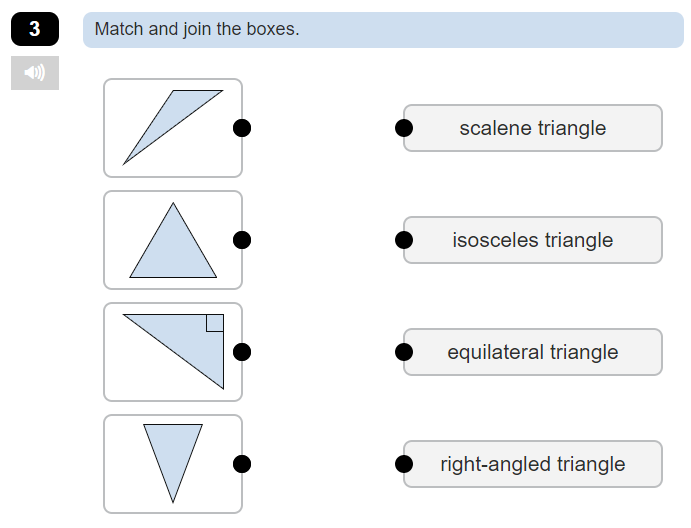 3
Match and join the boxes.
scalene triangle
isosceles triangle
equilateral triangle
right-angled triangle